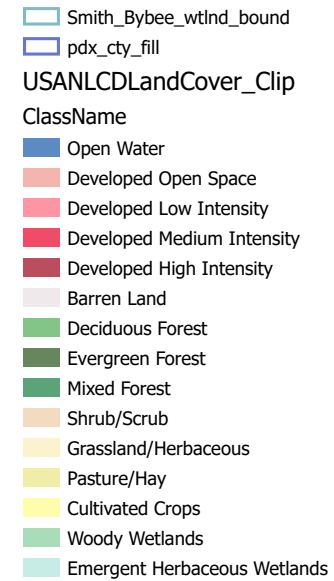 Smith_Bybee_wtlnd_bound
pdx_cty_fill
USANLCDLandCover_Clip
ClassName
Open Water
Developed Open Space
Developed Low Intensity
Developed Medium Intensity
Developed High Intensity
Barren Land
Deciduous Forest
Evergreen Forest
Mixed Forest
Shrub/Scrub
Grassland/Herbaceous
Pasture/Hay
Cultivated Crops
Woody Wetlands
Emergent Herbaceous Wetlands